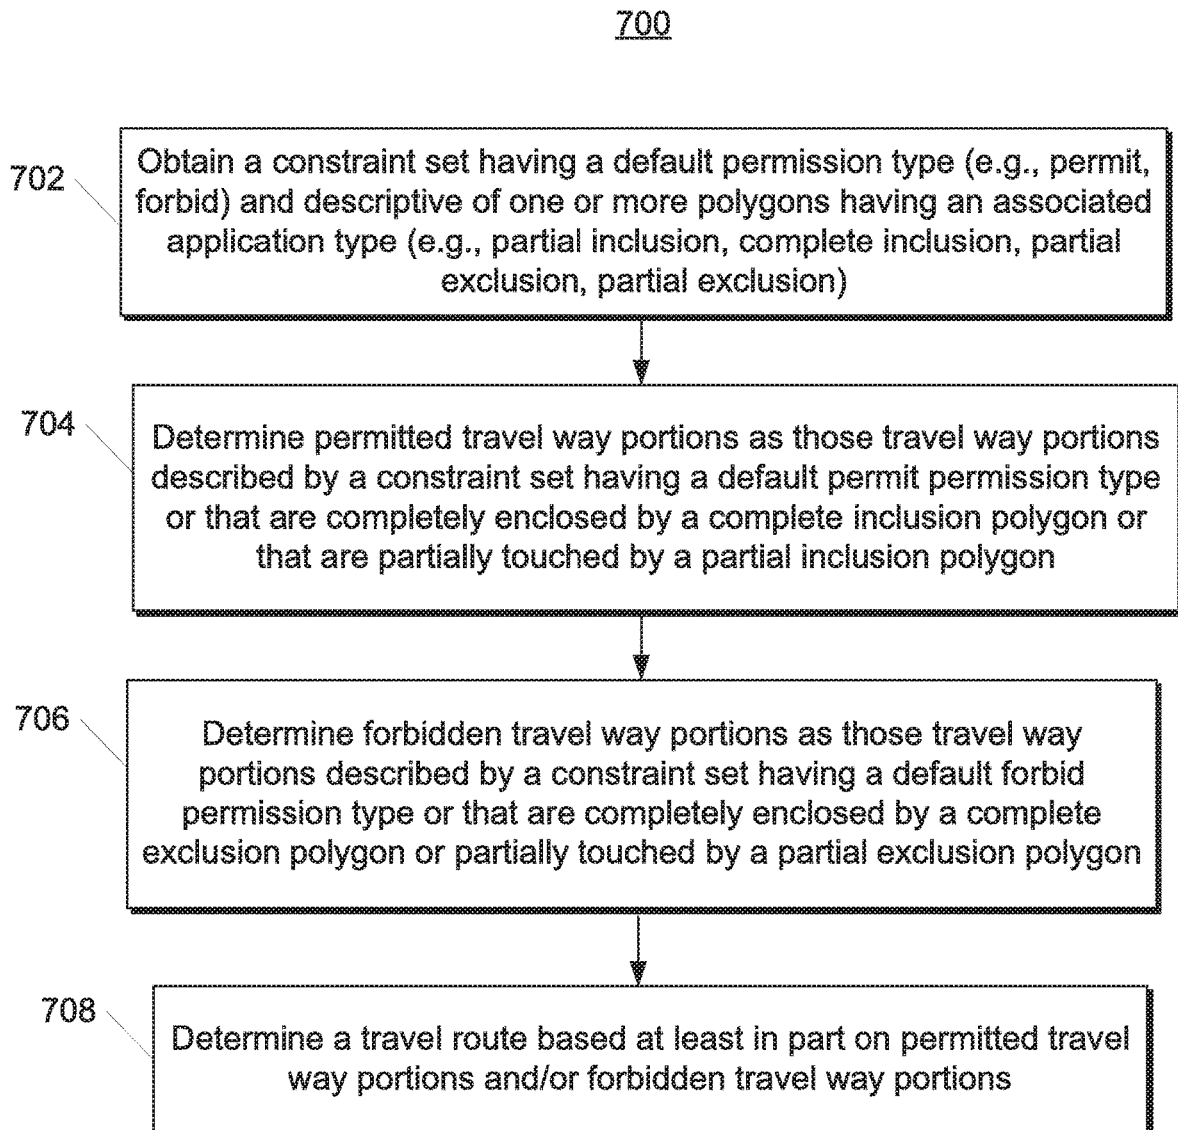 700
702
Obtain a constraint set having a default permission type (e.g., permit,
forbid) and descriptive of one or more polygons having an associated
application type (e.g., partial inclusion, complete inclusion, partial
exclusion, partial exclusion)
704
Determine permitted travel way portions as those travel way portions
described by a constraint set having a default permit permission type
or that are completely enclosed by a complete inclusion polygon or
that are partially touched by a partial inclusion polygon
706
Determine forbidden travel way portions as those travel way
portions described by a constraint set having a default forbid
permission type or that are completely enclosed by a complete
exclusion polygon or partially touched by a partial exclusion polygon
708
Determine a travel route based at least in part on permitted travel
way portions and/or forbidden travel way portions